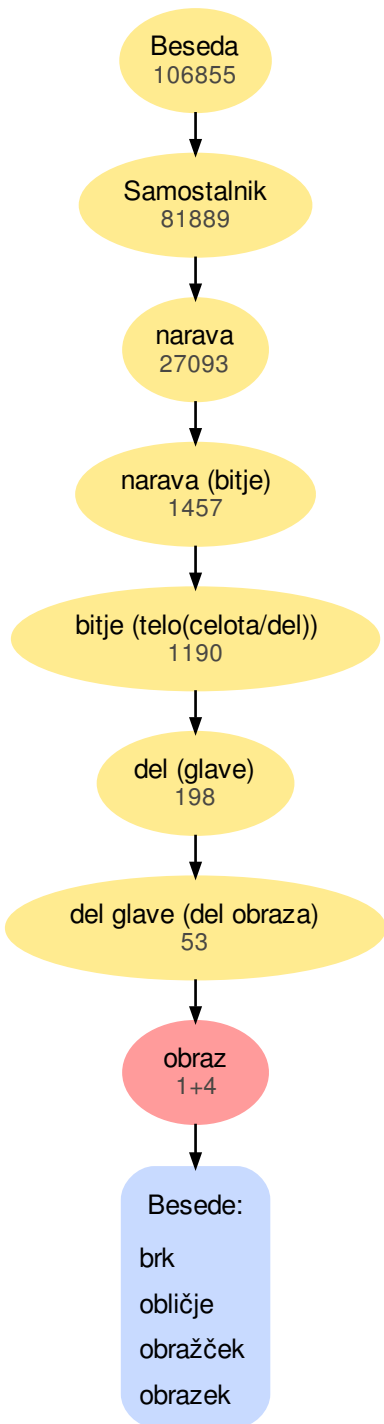 Beseda
106855
Samostalnik
81889
narava
27093
narava (bitje)
1457
bitje (telo(celota/del))
1190
del (glave)
198
del glave (del obraza)
53
obraz
1+4
Besede:
brk
obličje
obražček
obrazek